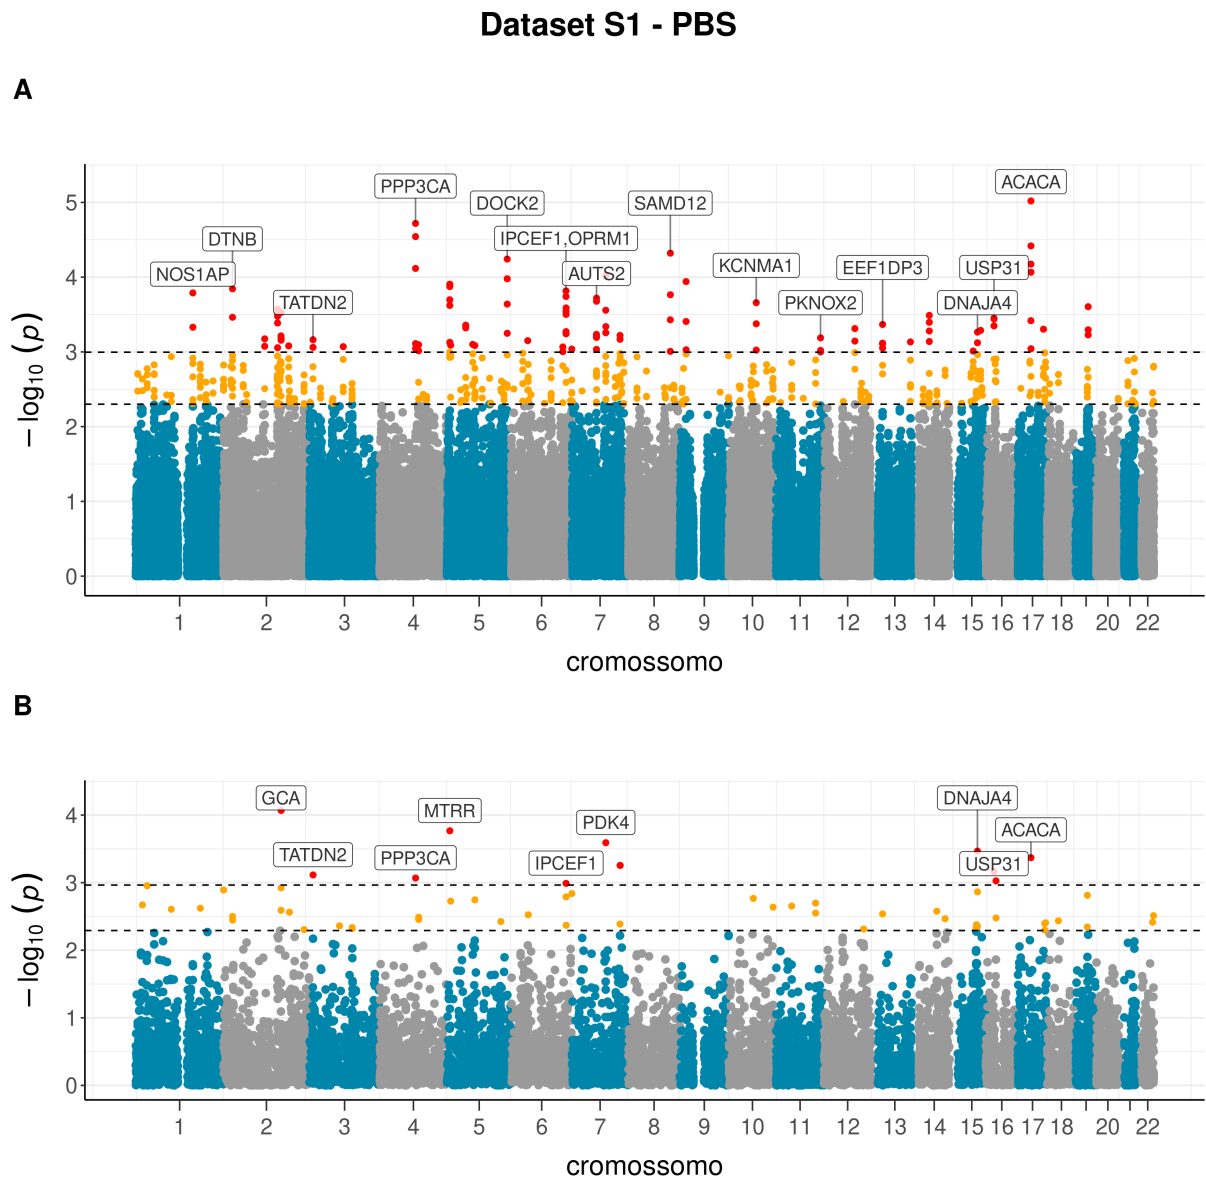 Dataset S1 - PBS
A
PPP3CA
ACACA
DOCK2
SAMD12
DTNB
IPCEF1,OPRM1
NOS1AP
AUTS2
KCNMA1
EEF1DP3
USP31
TATDN2
PKNOX2
DNAJA4
5
4
3
2
1
0
− log10 (p)
1 2 3 4 5 6 7 8 9 10 11 12 13 14 15 16 17 18 20 22
cromossomo
B
GCA
MTRR
PDK4
DNAJA4
ACACA
TATDN2
PPP3CA
IPCEF1
USP31
4
3
2
1
0
− log10 (p)
1 2 3 4 5 6 7 8 9 10 11 12 13 14 15 16 17 18 20 22
cromossomo